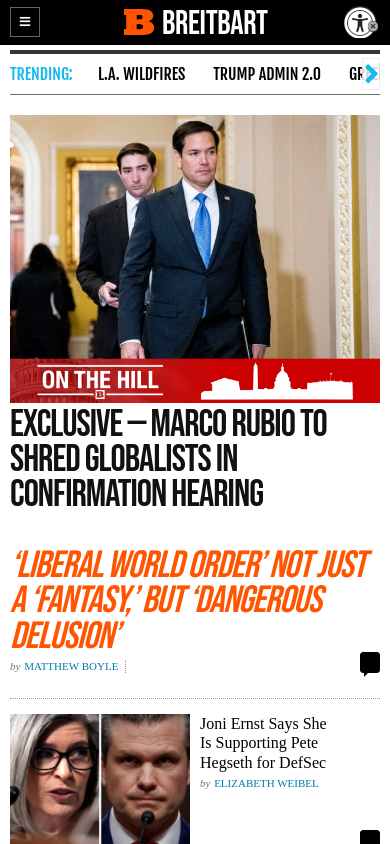 BREITBART
TRENDING: L.A. WILDFIRES TRUMP ADMIN 2.0
ON THE HILL
EXCLUSIVE — MARCO RUBIO TO
SHRED GLOBALISTS IN
CONFIRMATION HEARING
‘LIBERAL WORLD ORDER’ NOT JUST
A ‘FANTASY,’ BUT ‘DANGEROUS
DELUSION’
by MATTHEW BOYLE
Joni Ernst Says She
Is Supporting Pete
Hegseth for DefSec
by ELIZABETH WEIBEL